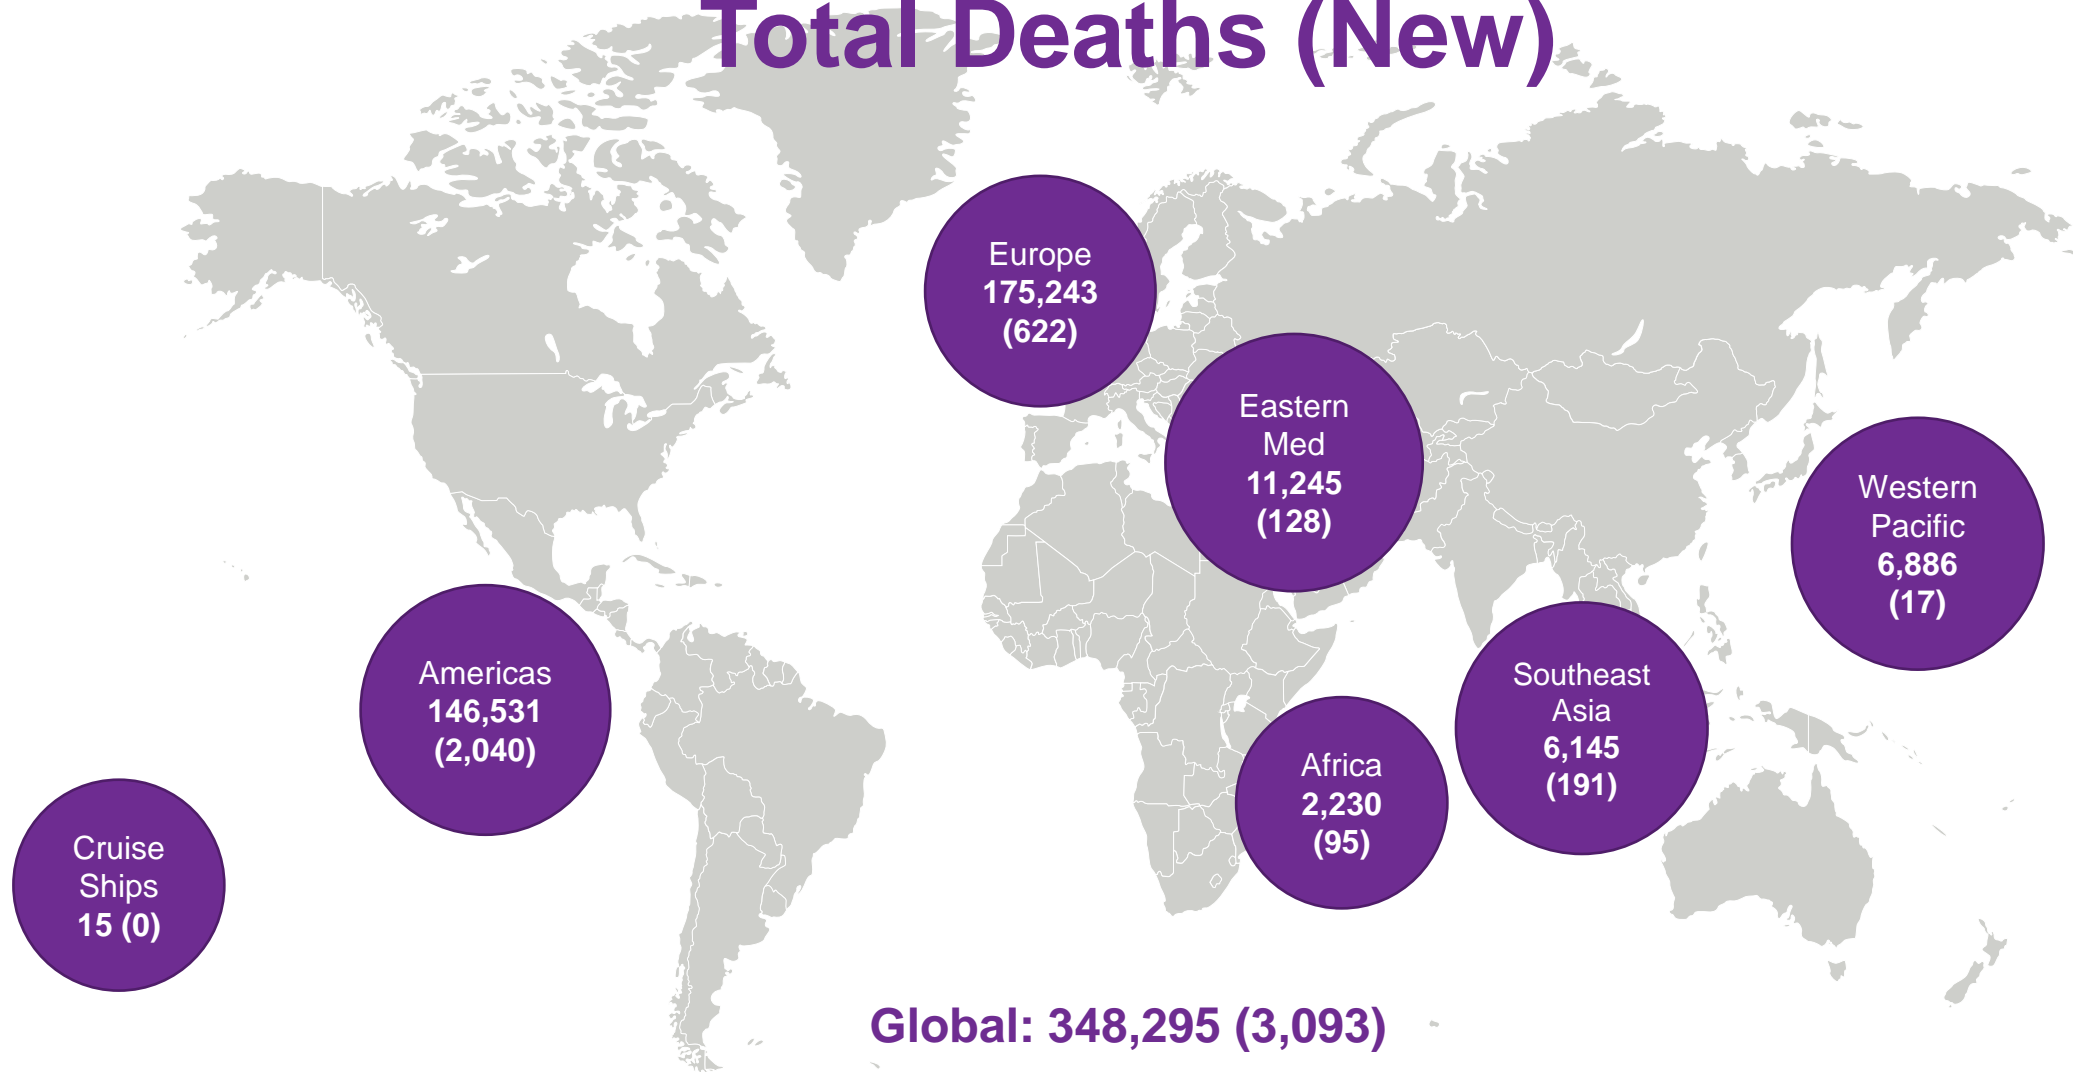 Total Deaths (New)
Europe
175,243
(622)
Eastern
Med
11,245
(128)
Western
Pacific
6,886
(17)
Americas
146,531
(2,040)
Southeast
Asia
6,145
(191)
Africa
2,230
(95)
Cruise
Ships
15 (0)
Global: 348,295 (3,093)